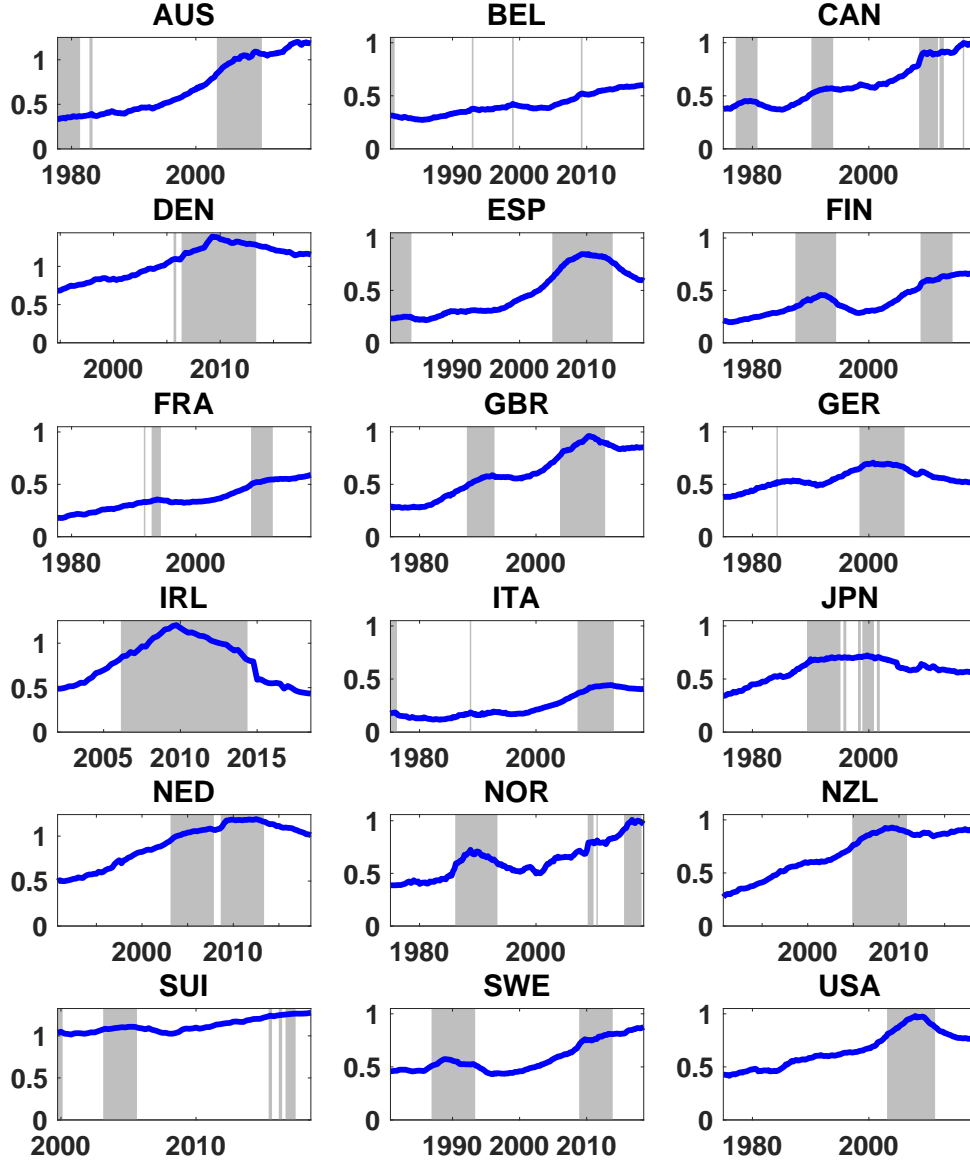 AUS BEL CAN
1 1 1
0.5 0.5 0.5
0 0 0
1980 2000 1990 2000 2010 1980 2000
DEN ESP FIN
1 1 1
0.5 0.5 0.5
0 0 0
2000 2010 1990 2000 2010 1980 2000
FRA GBR GER
1 1 1
0.5 0.5 0.5
0 0 0
1980 2000 1980 2000 1980 2000
IRL ITA JPN
1 1 1
0.5 0.5 0.5
0 0 0
2005 2010 2015 1980 2000 1980 2000
NED NOR NZL
1 1 1
0.5 0.5 0.5
0 0 0
2000 2010 1980 2000 2000 2010
SUI SWE USA
1 1 1
0.5 0.5 0.5
0 0 0
2000 2010 1990 2000 2010 1980 2000